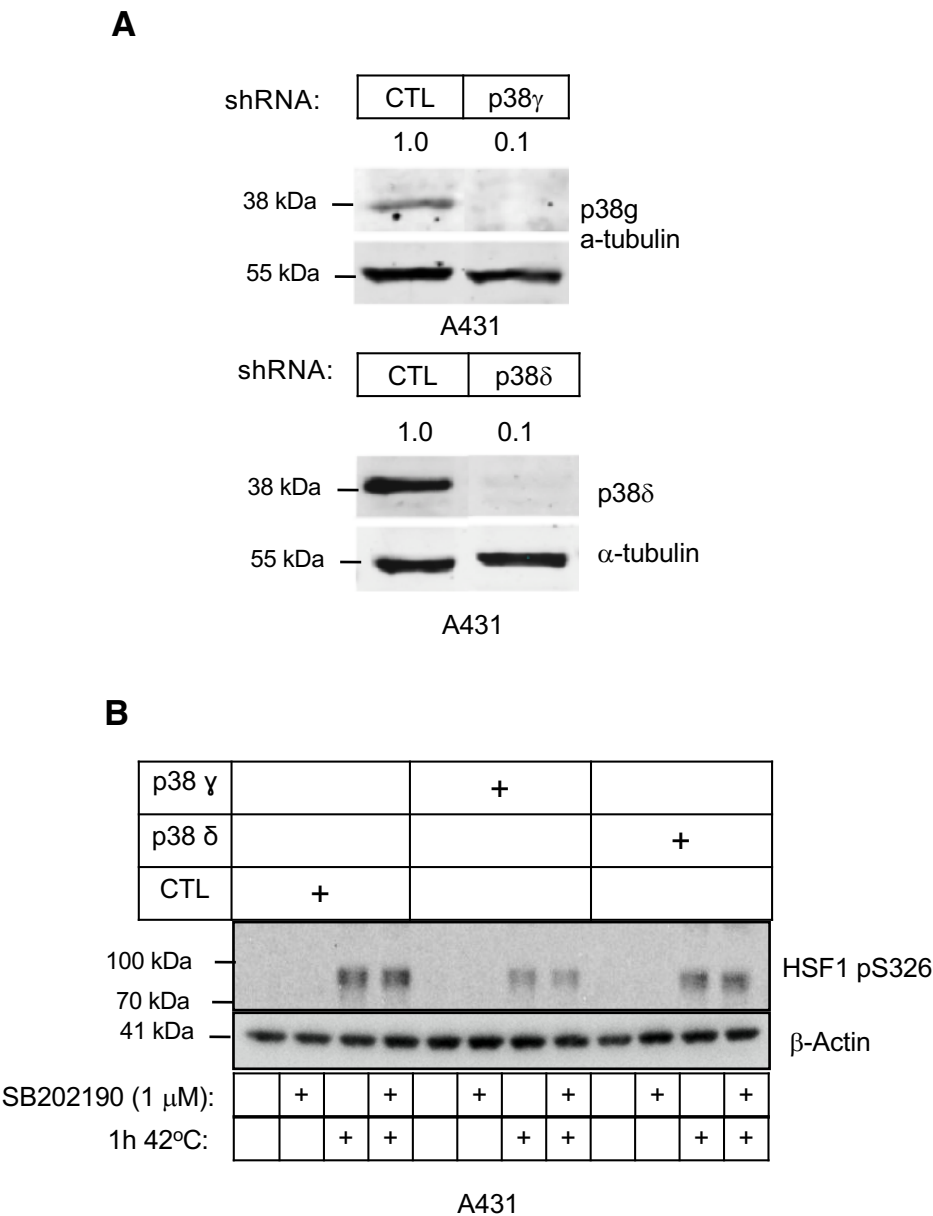 A
shRNA: CTL p38γ
1.0 0.1
38 kDa p38g
a-tubulin
55 kDa
A431
shRNA: CTL p38δ
1.0 0.1
38 kDa p38δ
55 kDa α-tubulin
A431
B
p38 ɣ +
p38 δ +
CTL +
100 kDa HSF1 pS326
70 kDa
41 kDa β-Actin
SB202190 (1 μM): + + + + + +
1h 42°C: + + + + + +
A431